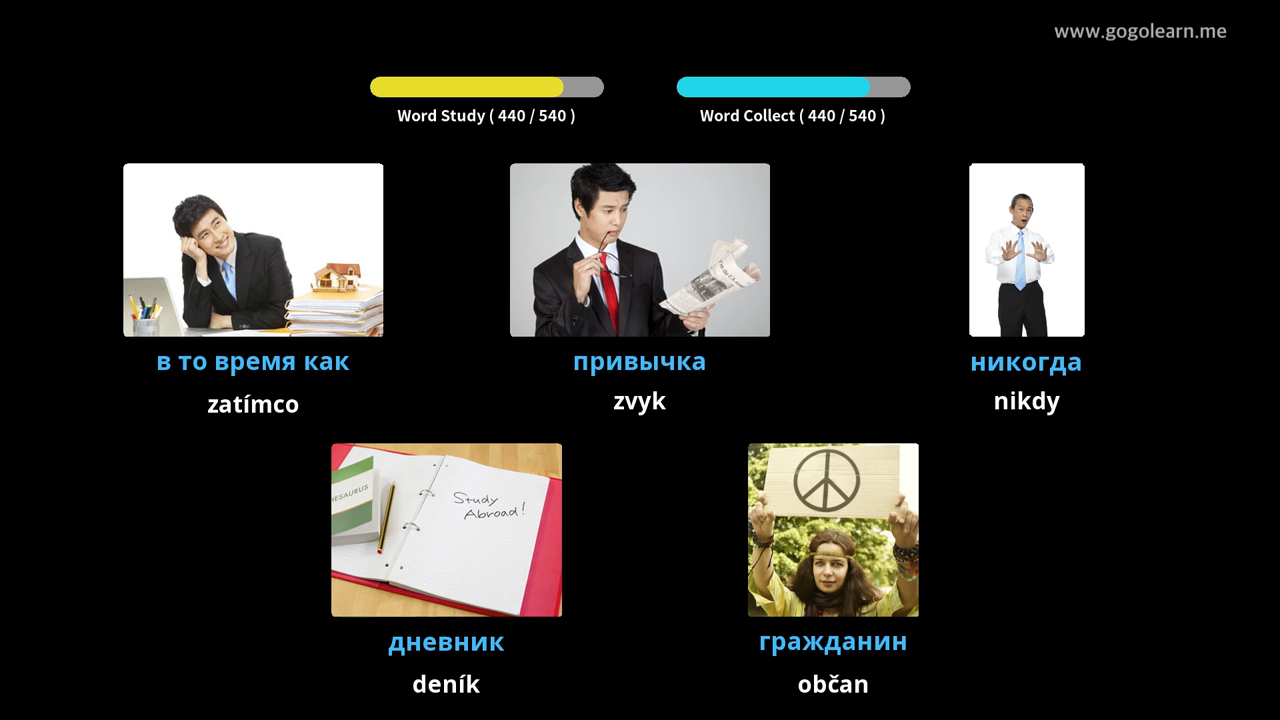 www.gogolearn.me
Word Study ( 440 / 540 )
Word Collect ( 440 / 540 )
в то время как
zatímco
привычка
zvyk
никогда
nikdy
HESAURUS
Study
Abroad!
дневник
deník
гражданин
občan